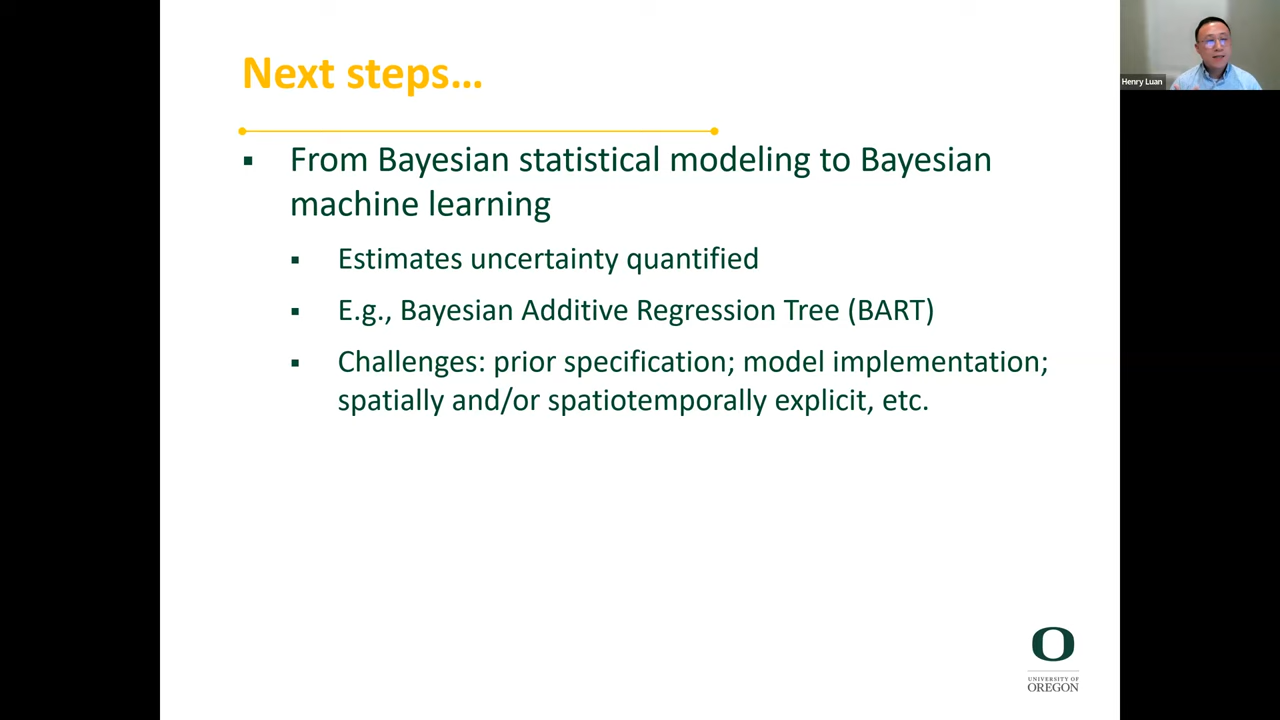 Next steps...
▪ From Bayesian statistical modeling to Bayesian
machine learning
▪ Estimates uncertainty quantified
▪ E.g., Bayesian Additive Regression Tree (BART)
▪ Challenges: prior specification; model implementation;
spatially and/or spatiotemporally explicit, etc.
Henry Luan
O
UNIVERSITY OF
OREGON